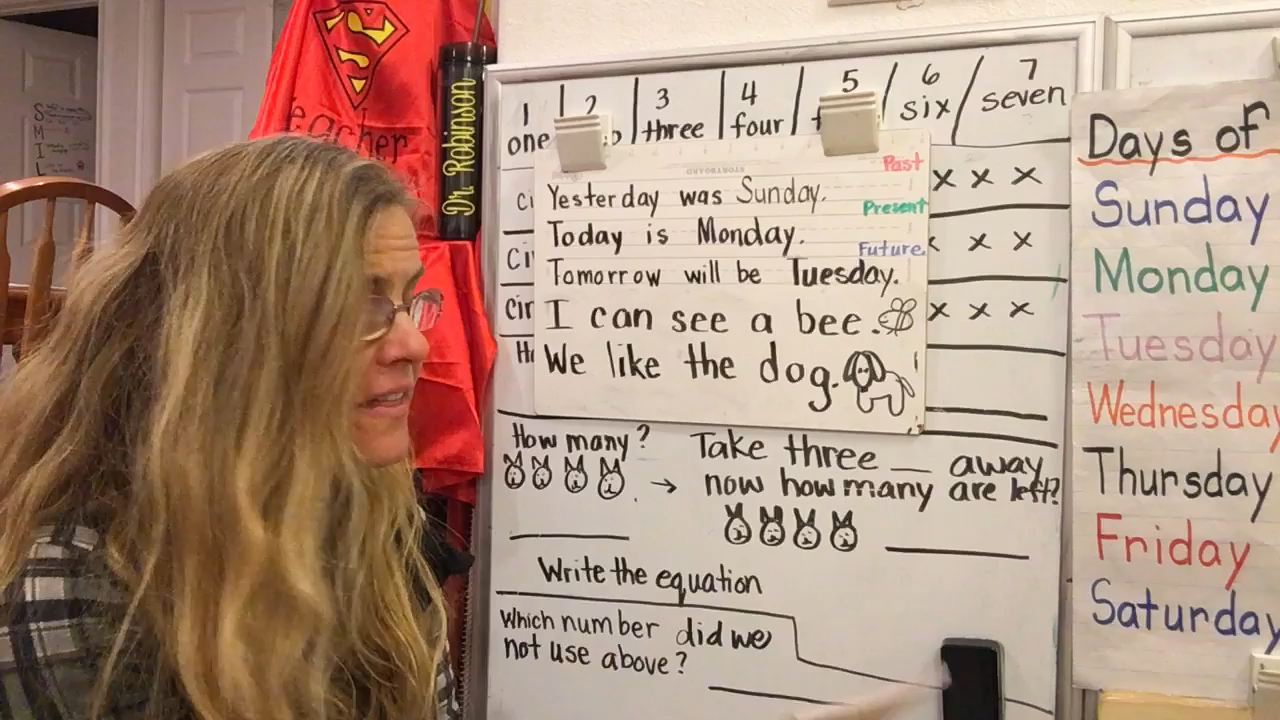 1 2 3 4 5 6 7
one three four six seven
Past
Yesterday was Sunday.
Present
Today is Monday.
Future
Tomorrow will be Tuesday.
I can see a bee.
We like the dog.
x x x
x x
x x x
How many?
Take three __ away
now how many are left?
Write the equation
Which number did we
not use above?
Days of
Sunday
Monday
Tuesday
Wednesday
Thursday
Friday
Saturday
Dr. Robinson
S
M
I
L